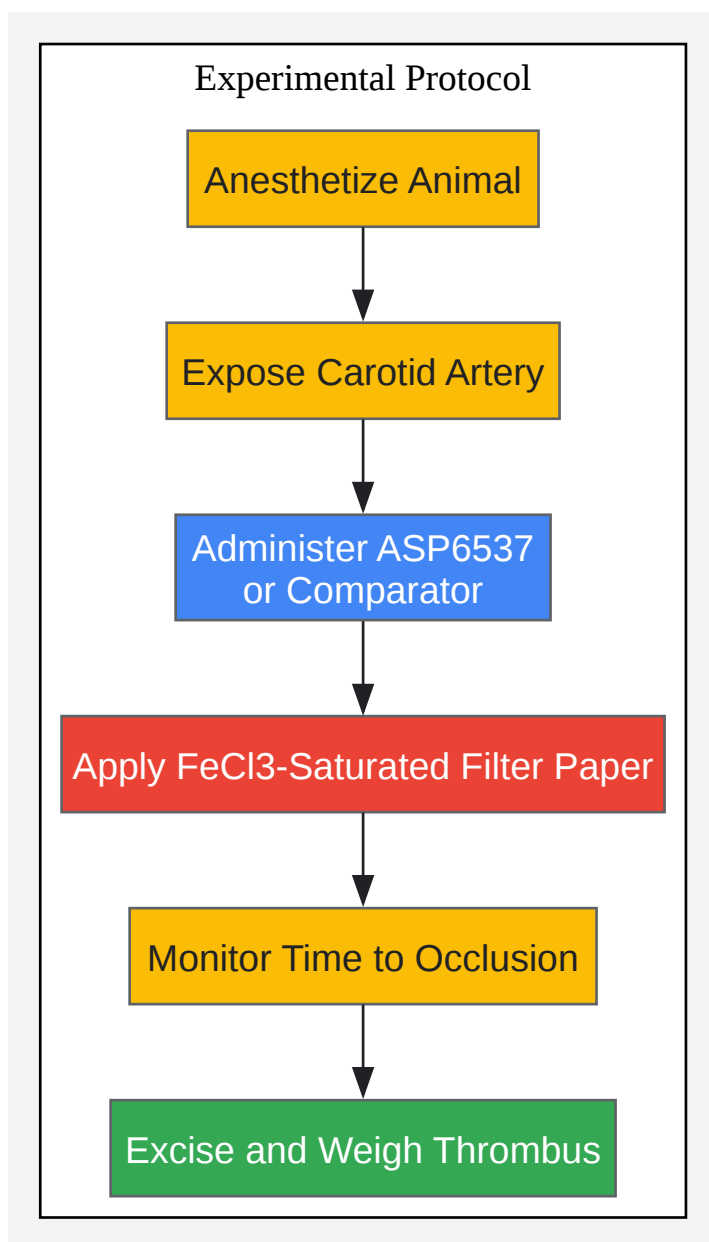 Experimental Protocol
Anesthetize Animal
Expose Carotid Artery
Administer ASP6537
or Comparator
Apply FeCl3-Saturated Filter Paper
Monitor Time to Occlusion
Excise and Weigh Thrombus